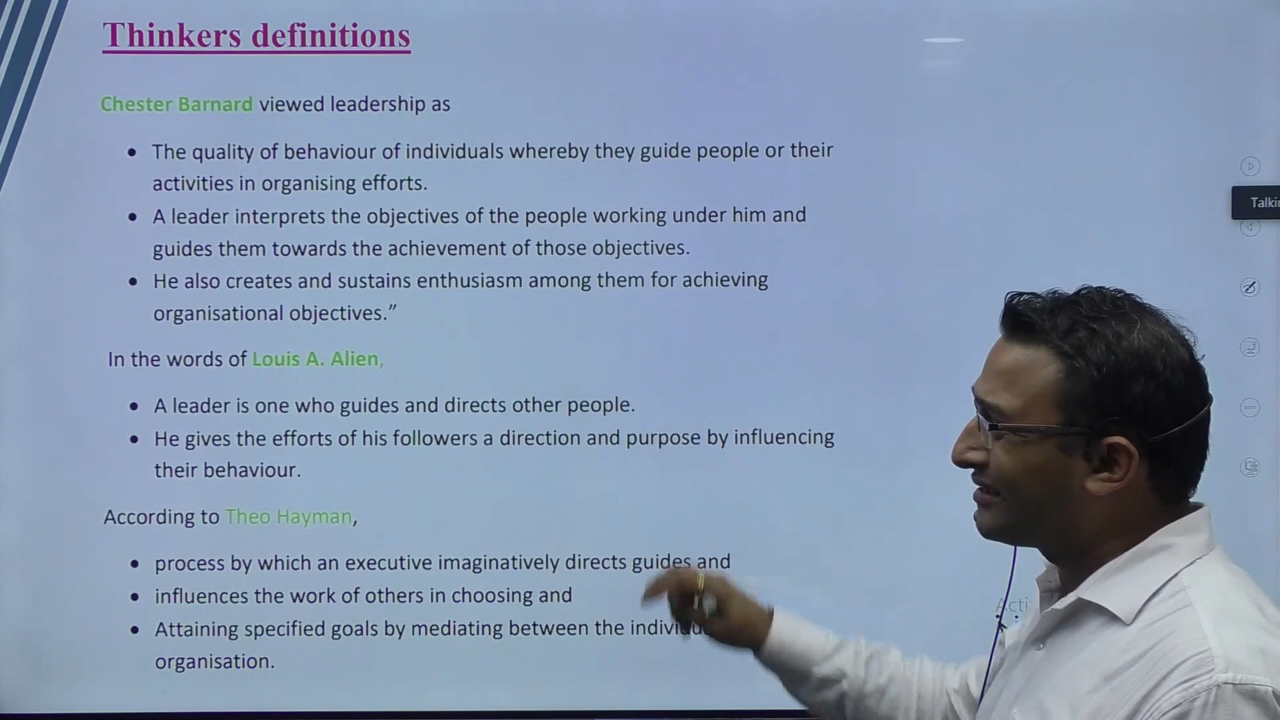 Thinkers definitions
Chester Barnard viewed leadership as
• The quality of behaviour of individuals whereby they guide people or their
activities in organising efforts.
• A leader interprets the objectives of the people working under him and
guides them towards the achievement of those objectives.
• He also creates and sustains enthusiasm among them for achieving
organisational objectives.”
In the words of Louis A. Alien,
• A leader is one who guides and directs other people.
• He gives the efforts of his followers a direction and purpose by influencing
their behaviour.
According to Theo Hayman,
• process by which an executive imaginatively directs guides and
• influences the work of others in choosing and
• Attaining specified goals by mediating between the
organisation.